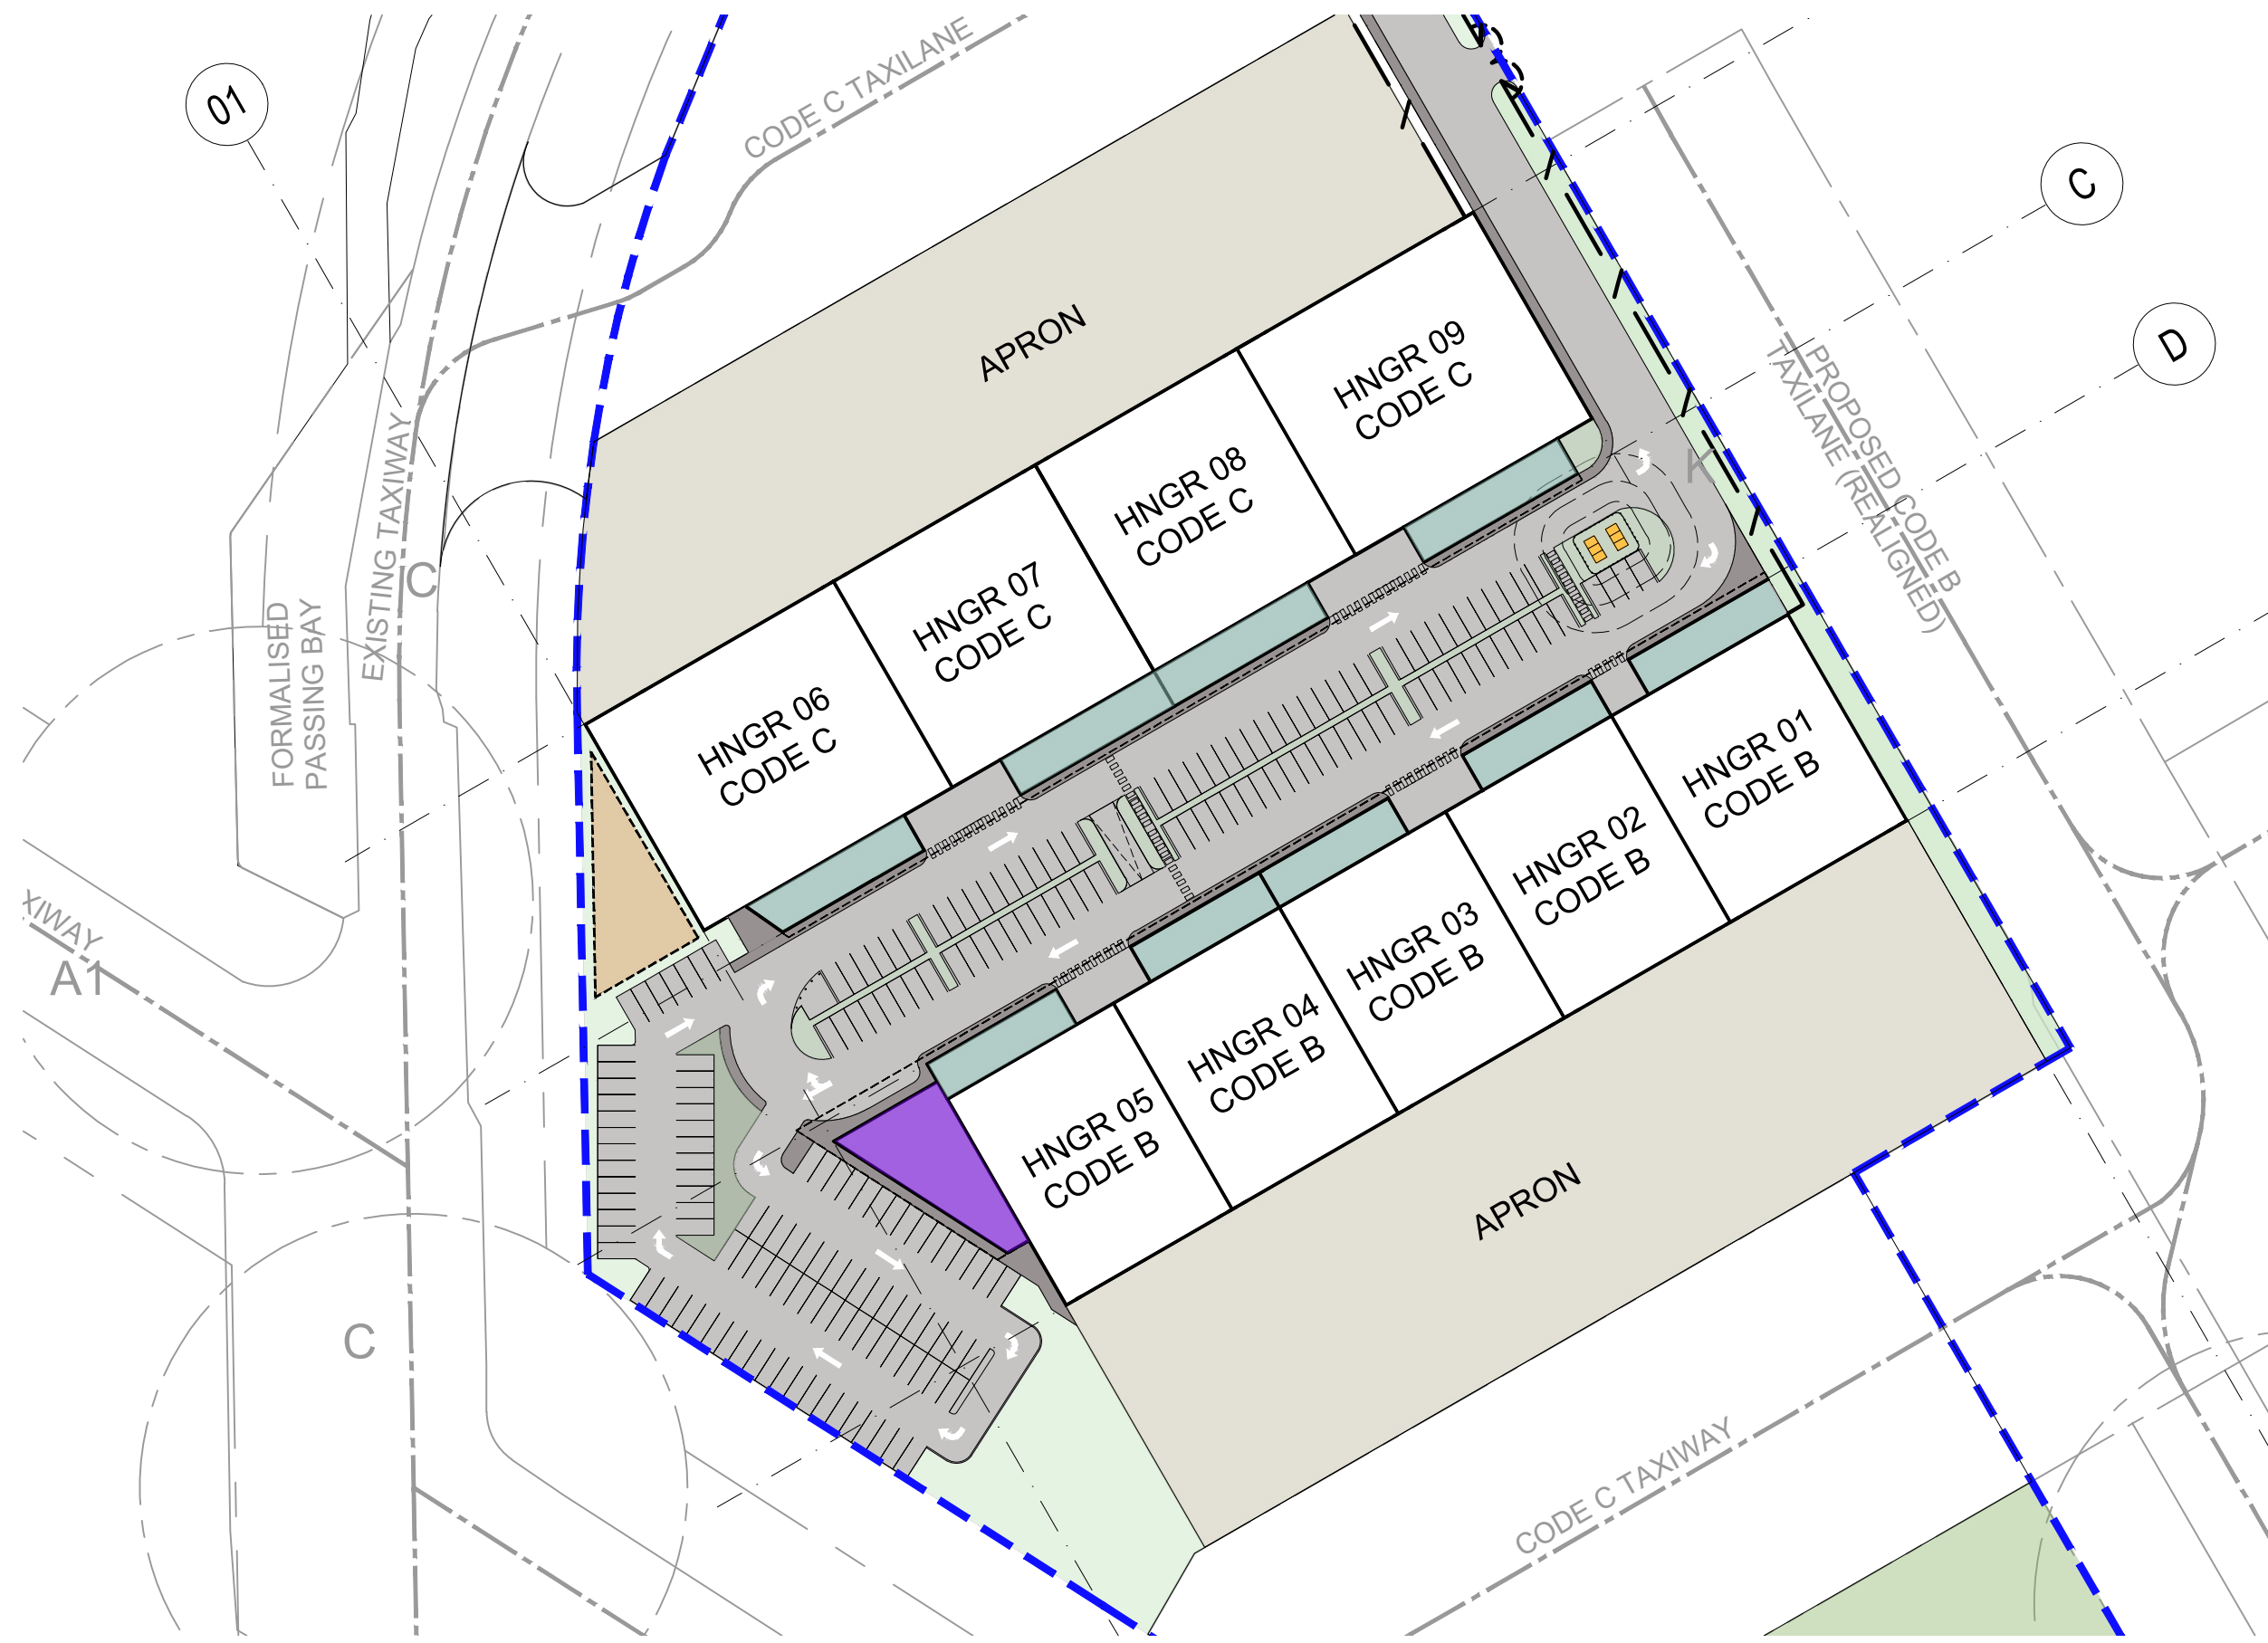 01
CODE C TAXILANE
C
D
APRON
HNGR 09
CODE C
HNGR 08
CODE C
HNGR 07
CODE C
HNGR 06
CODE C
PROPOSED CODE B
TAXILANE (REALIGNED)
K
EXISTING TAXIWAY
C
FORMALISED
PASSING BAY
HNGR 01
CODE B
HNGR 02
CODE B
HNGR 03
CODE B
HNGR 04
CODE B
HNGR 05
CODE B
XIWAY
A1
APRON
C
CODE C TAXIWAY